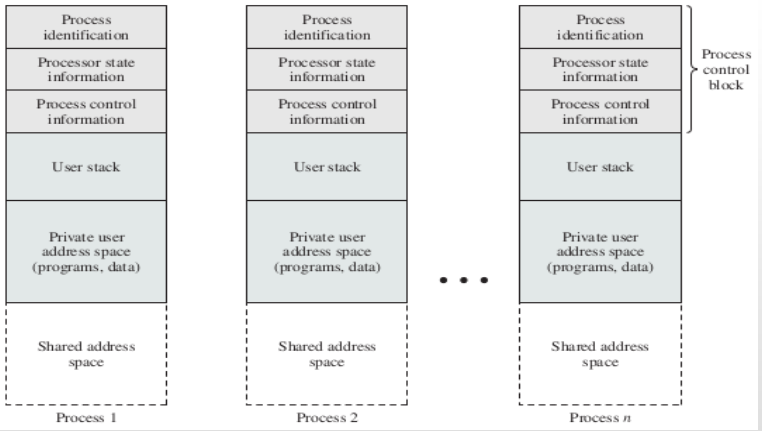 Process
identification
Processor state
information
Process control
information
User stack
Private user
address space
(programs, data)
Shared address
space
Process 1
Process
identification
Processor state
information
Process control
information
User stack
Private user
address space
(programs, data)
Shared address
space
Process 2
• • •
Process
identification
Processor state
information
Process control
information
User stack
Private user
address space
(programs, data)
Shared address
space
Process n
Process
control
block